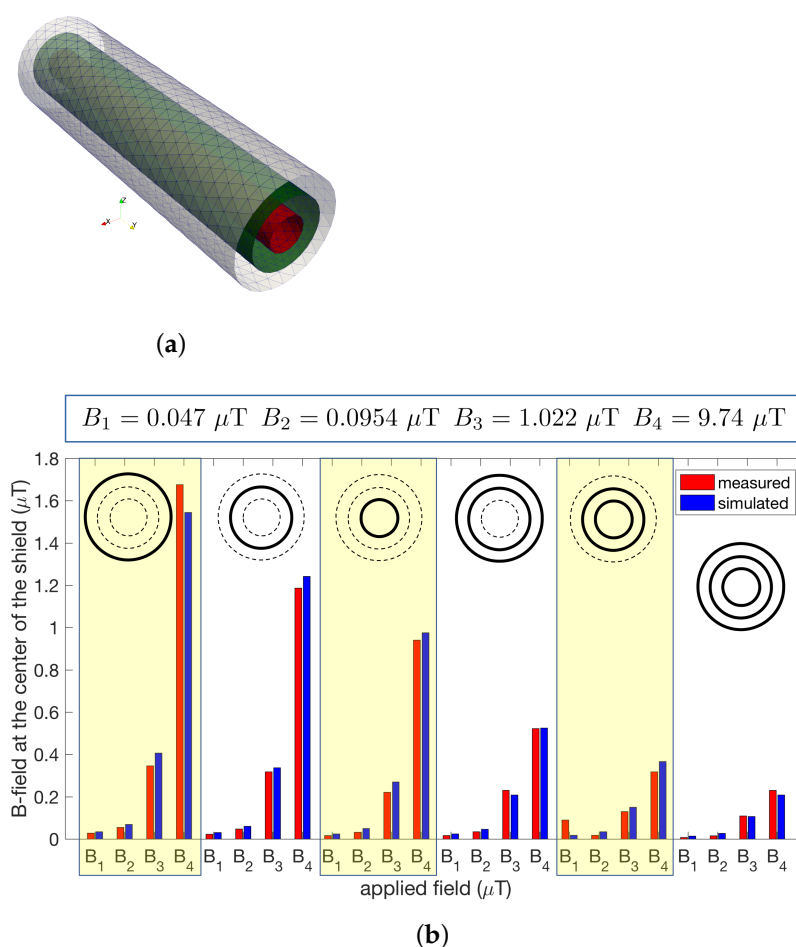 Z
X
Y
(a)
B₁ = 0.047 μT B₂ = 0.0954 μT B₃ = 1.022 μT B₄ = 9.74 μT
1.8
1.6
1.4
1.2
1
0.8
0.6
0.4
0.2
0
B-field at the center of the shield (μT)
measured
simulated
B₁ B₂ B₃ B₄ B₁ B₂ B₃ B₄ B₁ B₂ B₃ B₄ B₁ B₂ B₃ B₄ B₁ B₂ B₃ B₄ B₁ B₂ B₃ B₄
applied field (μT)
(b)